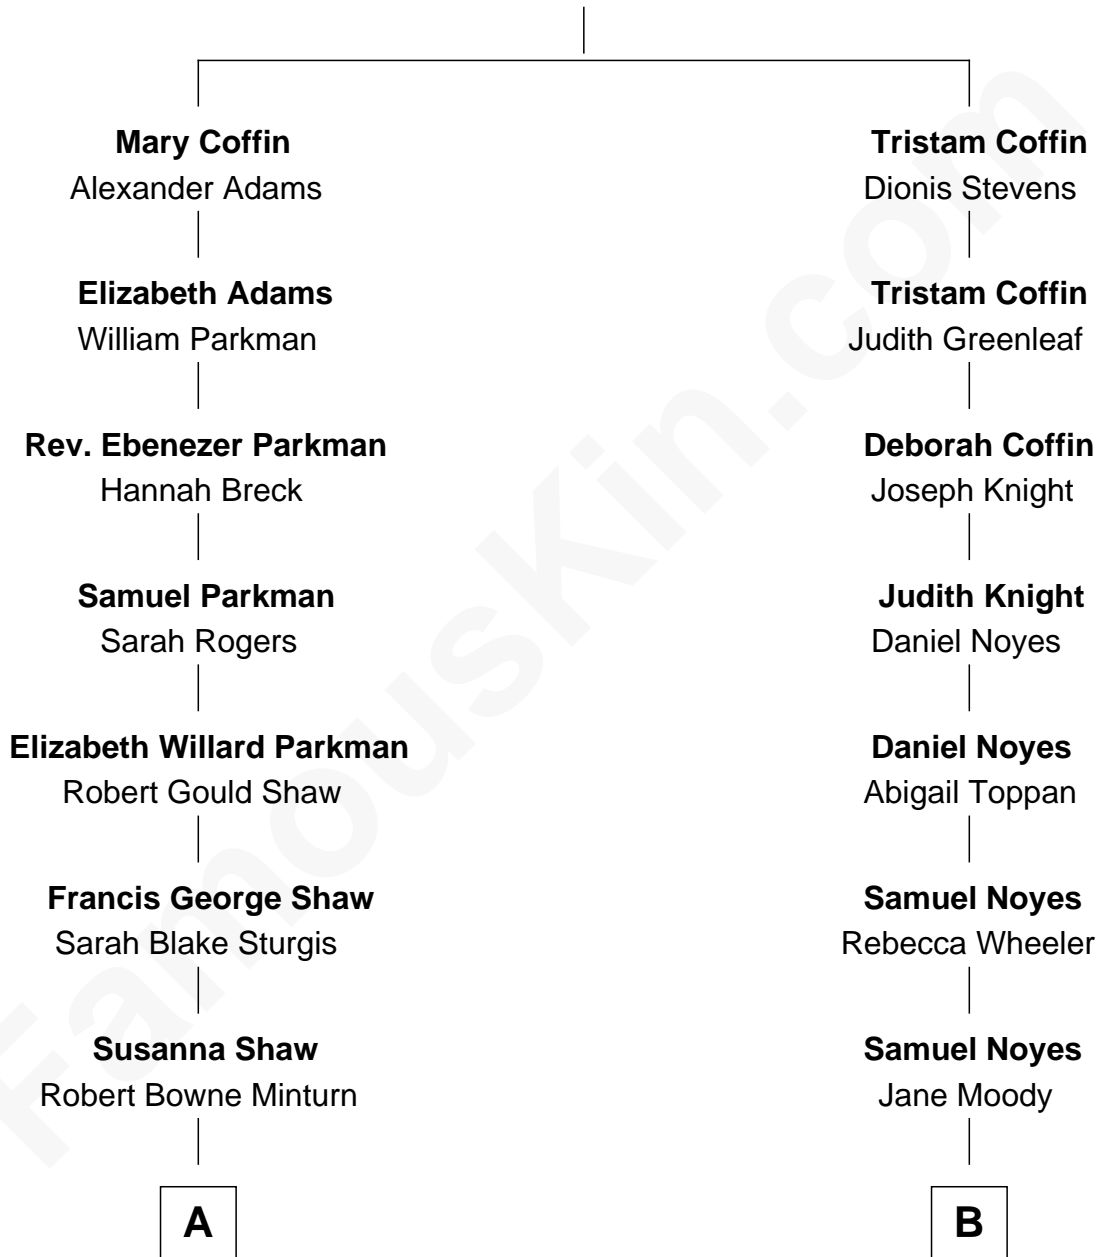 Mary Coffin
Alexander Adams
Elizabeth Adams
William Parkman
Rev. Ebenezer Parkman
Hannah Breck
Samuel Parkman
Sarah Rogers
Elizabeth Willard Parkman
Robert Gould Shaw
Francis George Shaw
Sarah Blake Sturgis
Susanna Shaw
Robert Bowne Minturn
A
Tristam Coffin
Dionis Stevens
Tristam Coffin
Judith Greenleaf
Deborah Coffin
Joseph Knight
Judith Knight
Daniel Noyes
Daniel Noyes
Abigail Toppan
Samuel Noyes
Rebecca Wheeler
Samuel Noyes
Jane Moody
B
FamousKin.com